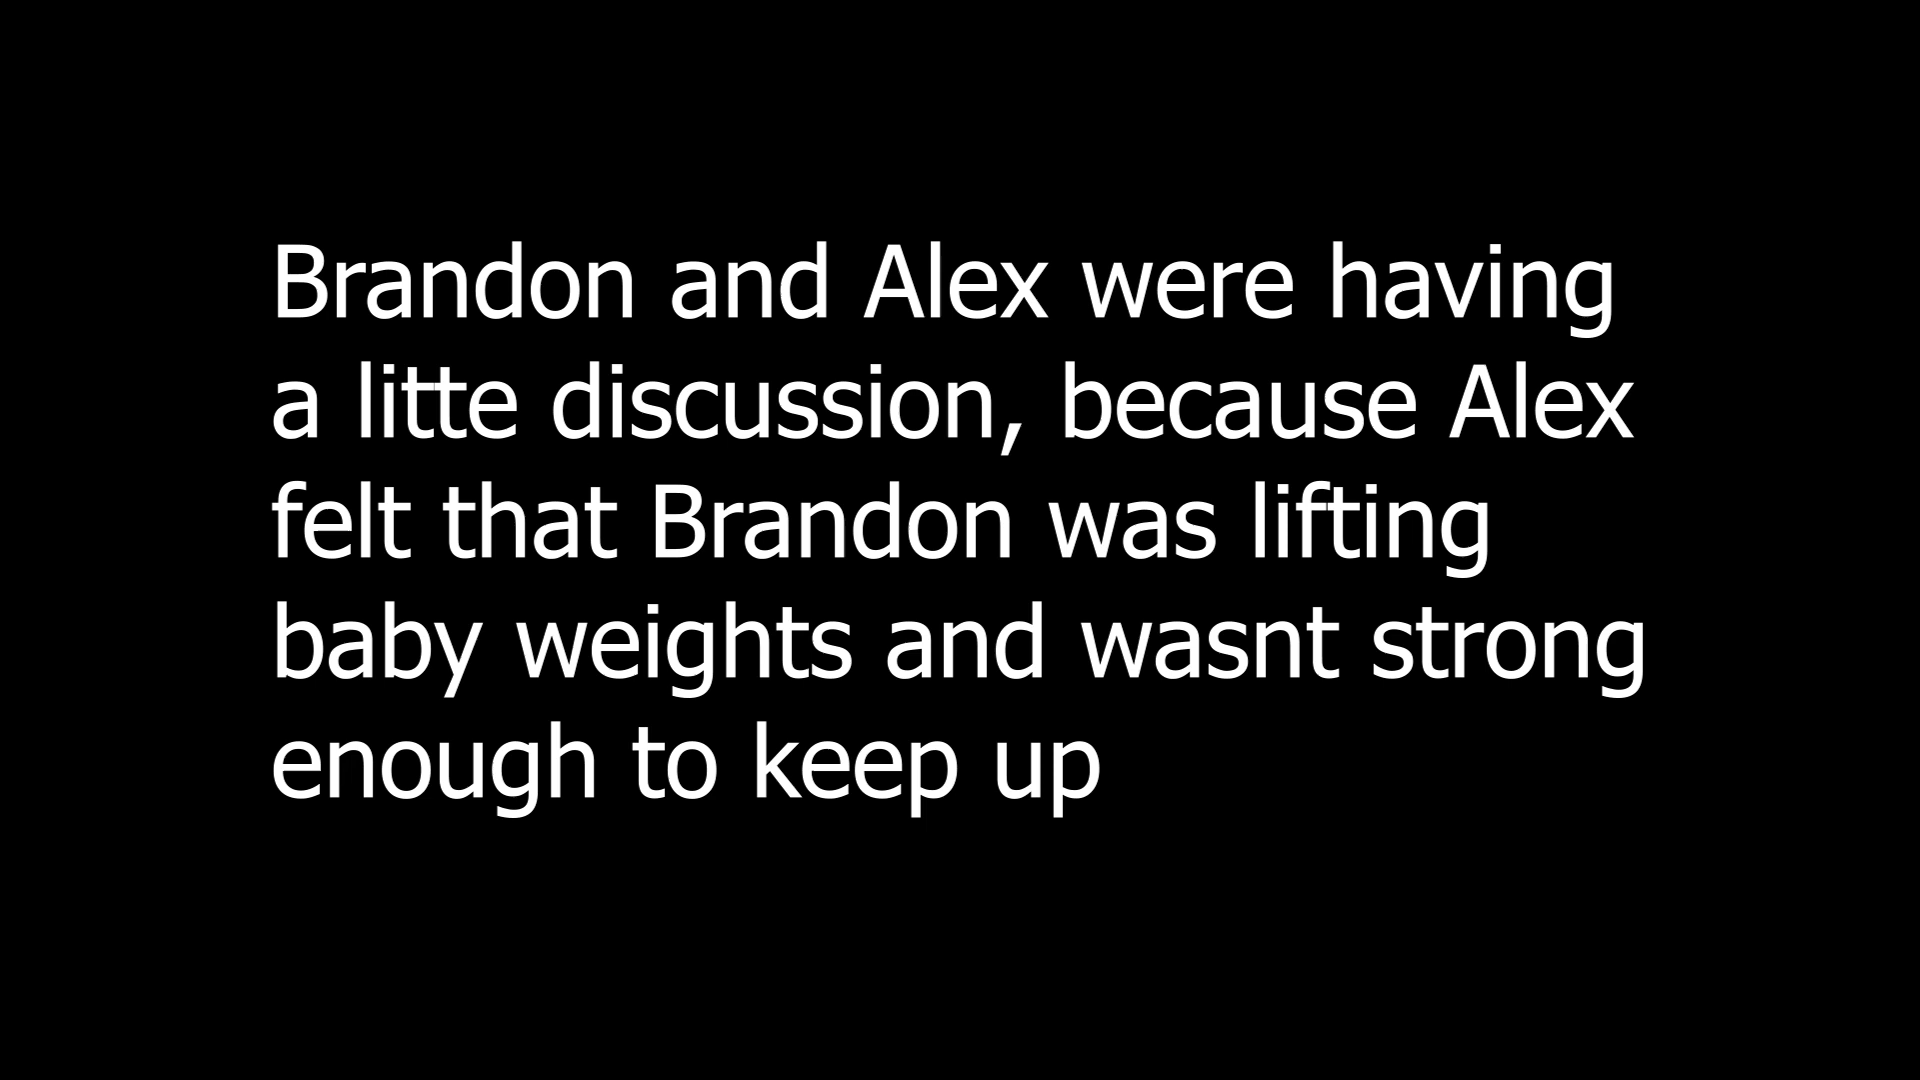 Brandon and Alex were having
a litte discussion, because Alex
felt that Brandon was lifting
baby weights and wasnt strong
enough to keep up